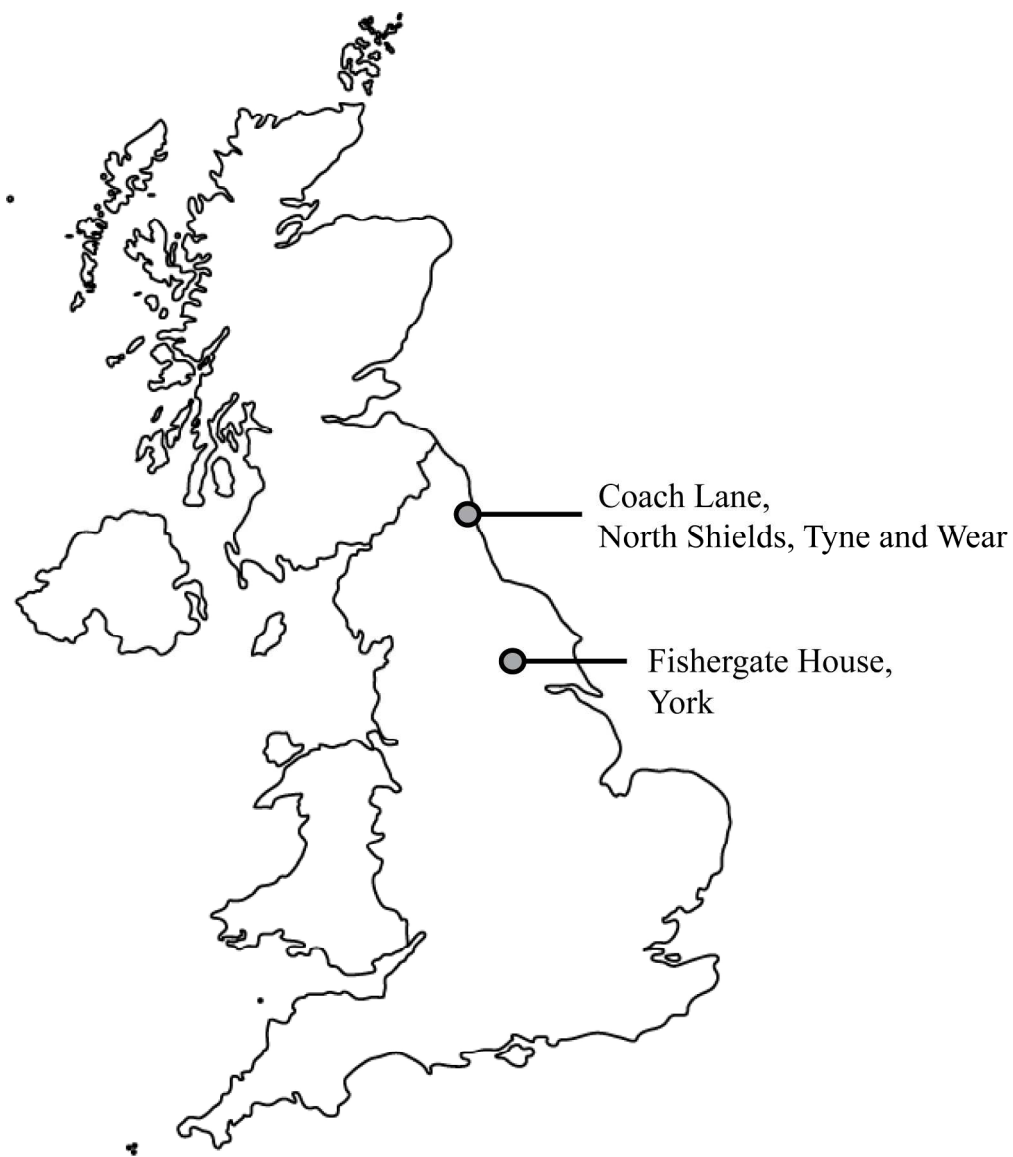 Coach Lane,
North Shields, Tyne and Wear
Fishergate House,
York